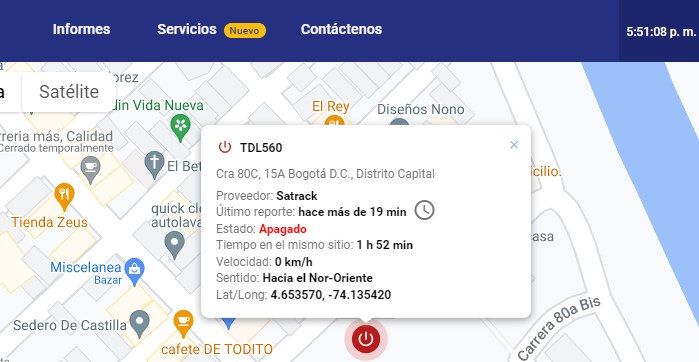 Informes
Servicios
Nuevo
Contáctenos
5:51:08 p. m.
a
Satélite
orez
din Vida Nueva
El Rey
Diseños Nono
rreria más, Calidad
Cerrado temporalmente
El Bet
Tienda Zeus
quick cl
autolava
Miscelanea
Bazar
Sedero De Castilla
cafete DE TODITO
TDL560
×
Cra 80C, 15A Bogotá D.C., Distrito Capital
Proveedor: Satrack
Último reporte: hace más de 19 min
Estado: Apagado
Tiempo en el mismo sitio: 1 h 52 min
Velocidad: 0 km/h
Sentido: Hacia el Nor-Oriente
Lat/Long: 4.653570, -74.135420
icilio.
asa
Carrera 80a Bis